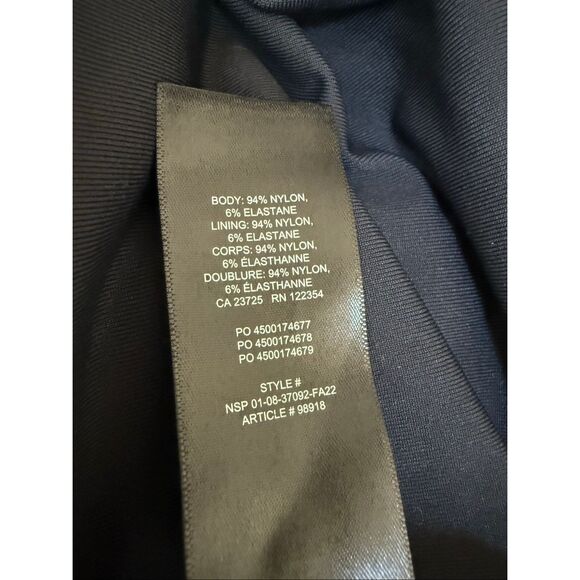 BODY: 94% NYLON,
6% ELASTANE
LINING: 94% NYLON,
6% ELASTANE
CORPS: 94% NYLON,
6% ÉLASTHANNE
DOUBLURE: 94% NYLON,
6% ÉLASTHANNE
CA 23725 RN 122354
PO 4500174677
PO 4500174678
PO 4500174679
STYLE #
NSP 01-08-37092-FA22
ARTICLE # 98918